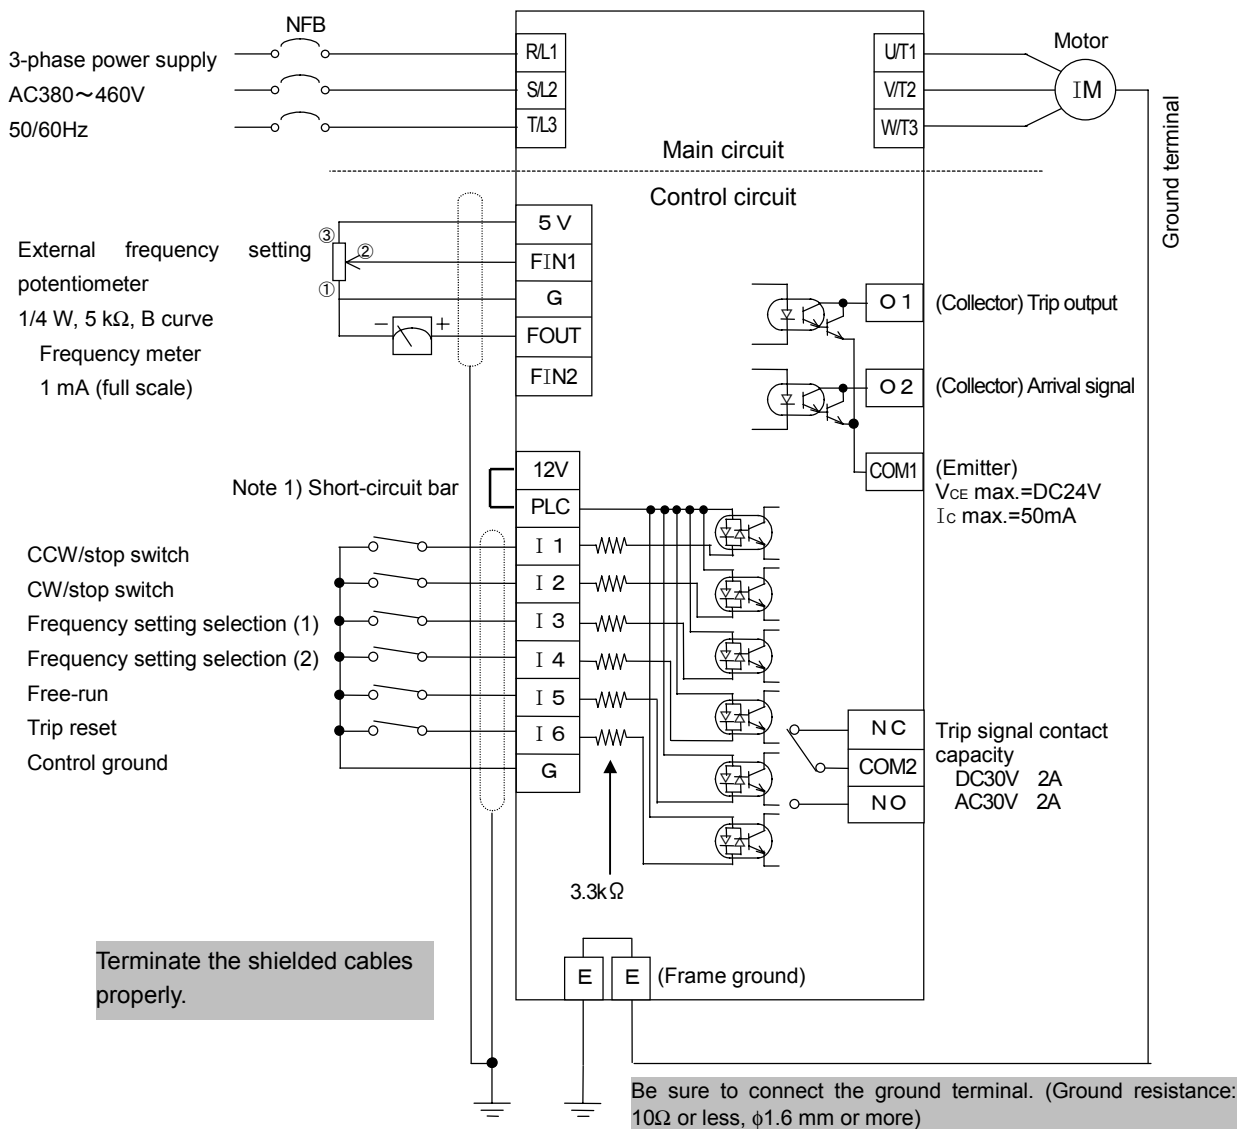 NFB
3-phase power supply
AC380～460V
50/60Hz
R/L1
S/L2
T/L3
U/T1
V/T2
W/T3
Motor
IM
Ground terminal
Main circuit
Control circuit
External frequency setting
potentiometer
1/4 W, 5 kΩ, B curve
Frequency meter
1 mA (full scale)
③
②
①
−
+
5V
FIN1
G
FOUT
FIN2
O1
(Collector) Trip output
O2
(Collector) Arrival signal
COM1
(Emitter)
VCE max.=DC24V
Ic max.=50mA
Note 1) Short-circuit bar
12V
PLC
CCW/stop switch
CW/stop switch
Frequency setting selection (1)
Frequency setting selection (2)
Free-run
Trip reset
Control ground
I 1
I 2
I 3
I 4
I 5
I 6
G
3.3kΩ
NC
COM2
NO
Trip signal contact
capacity
DC30V 2A
AC30V 2A
Terminate the shielded cables
properly.
E
E
(Frame ground)
Be sure to connect the ground terminal. (Ground resistance:
10Ω or less, ϕ1.6 mm or more)